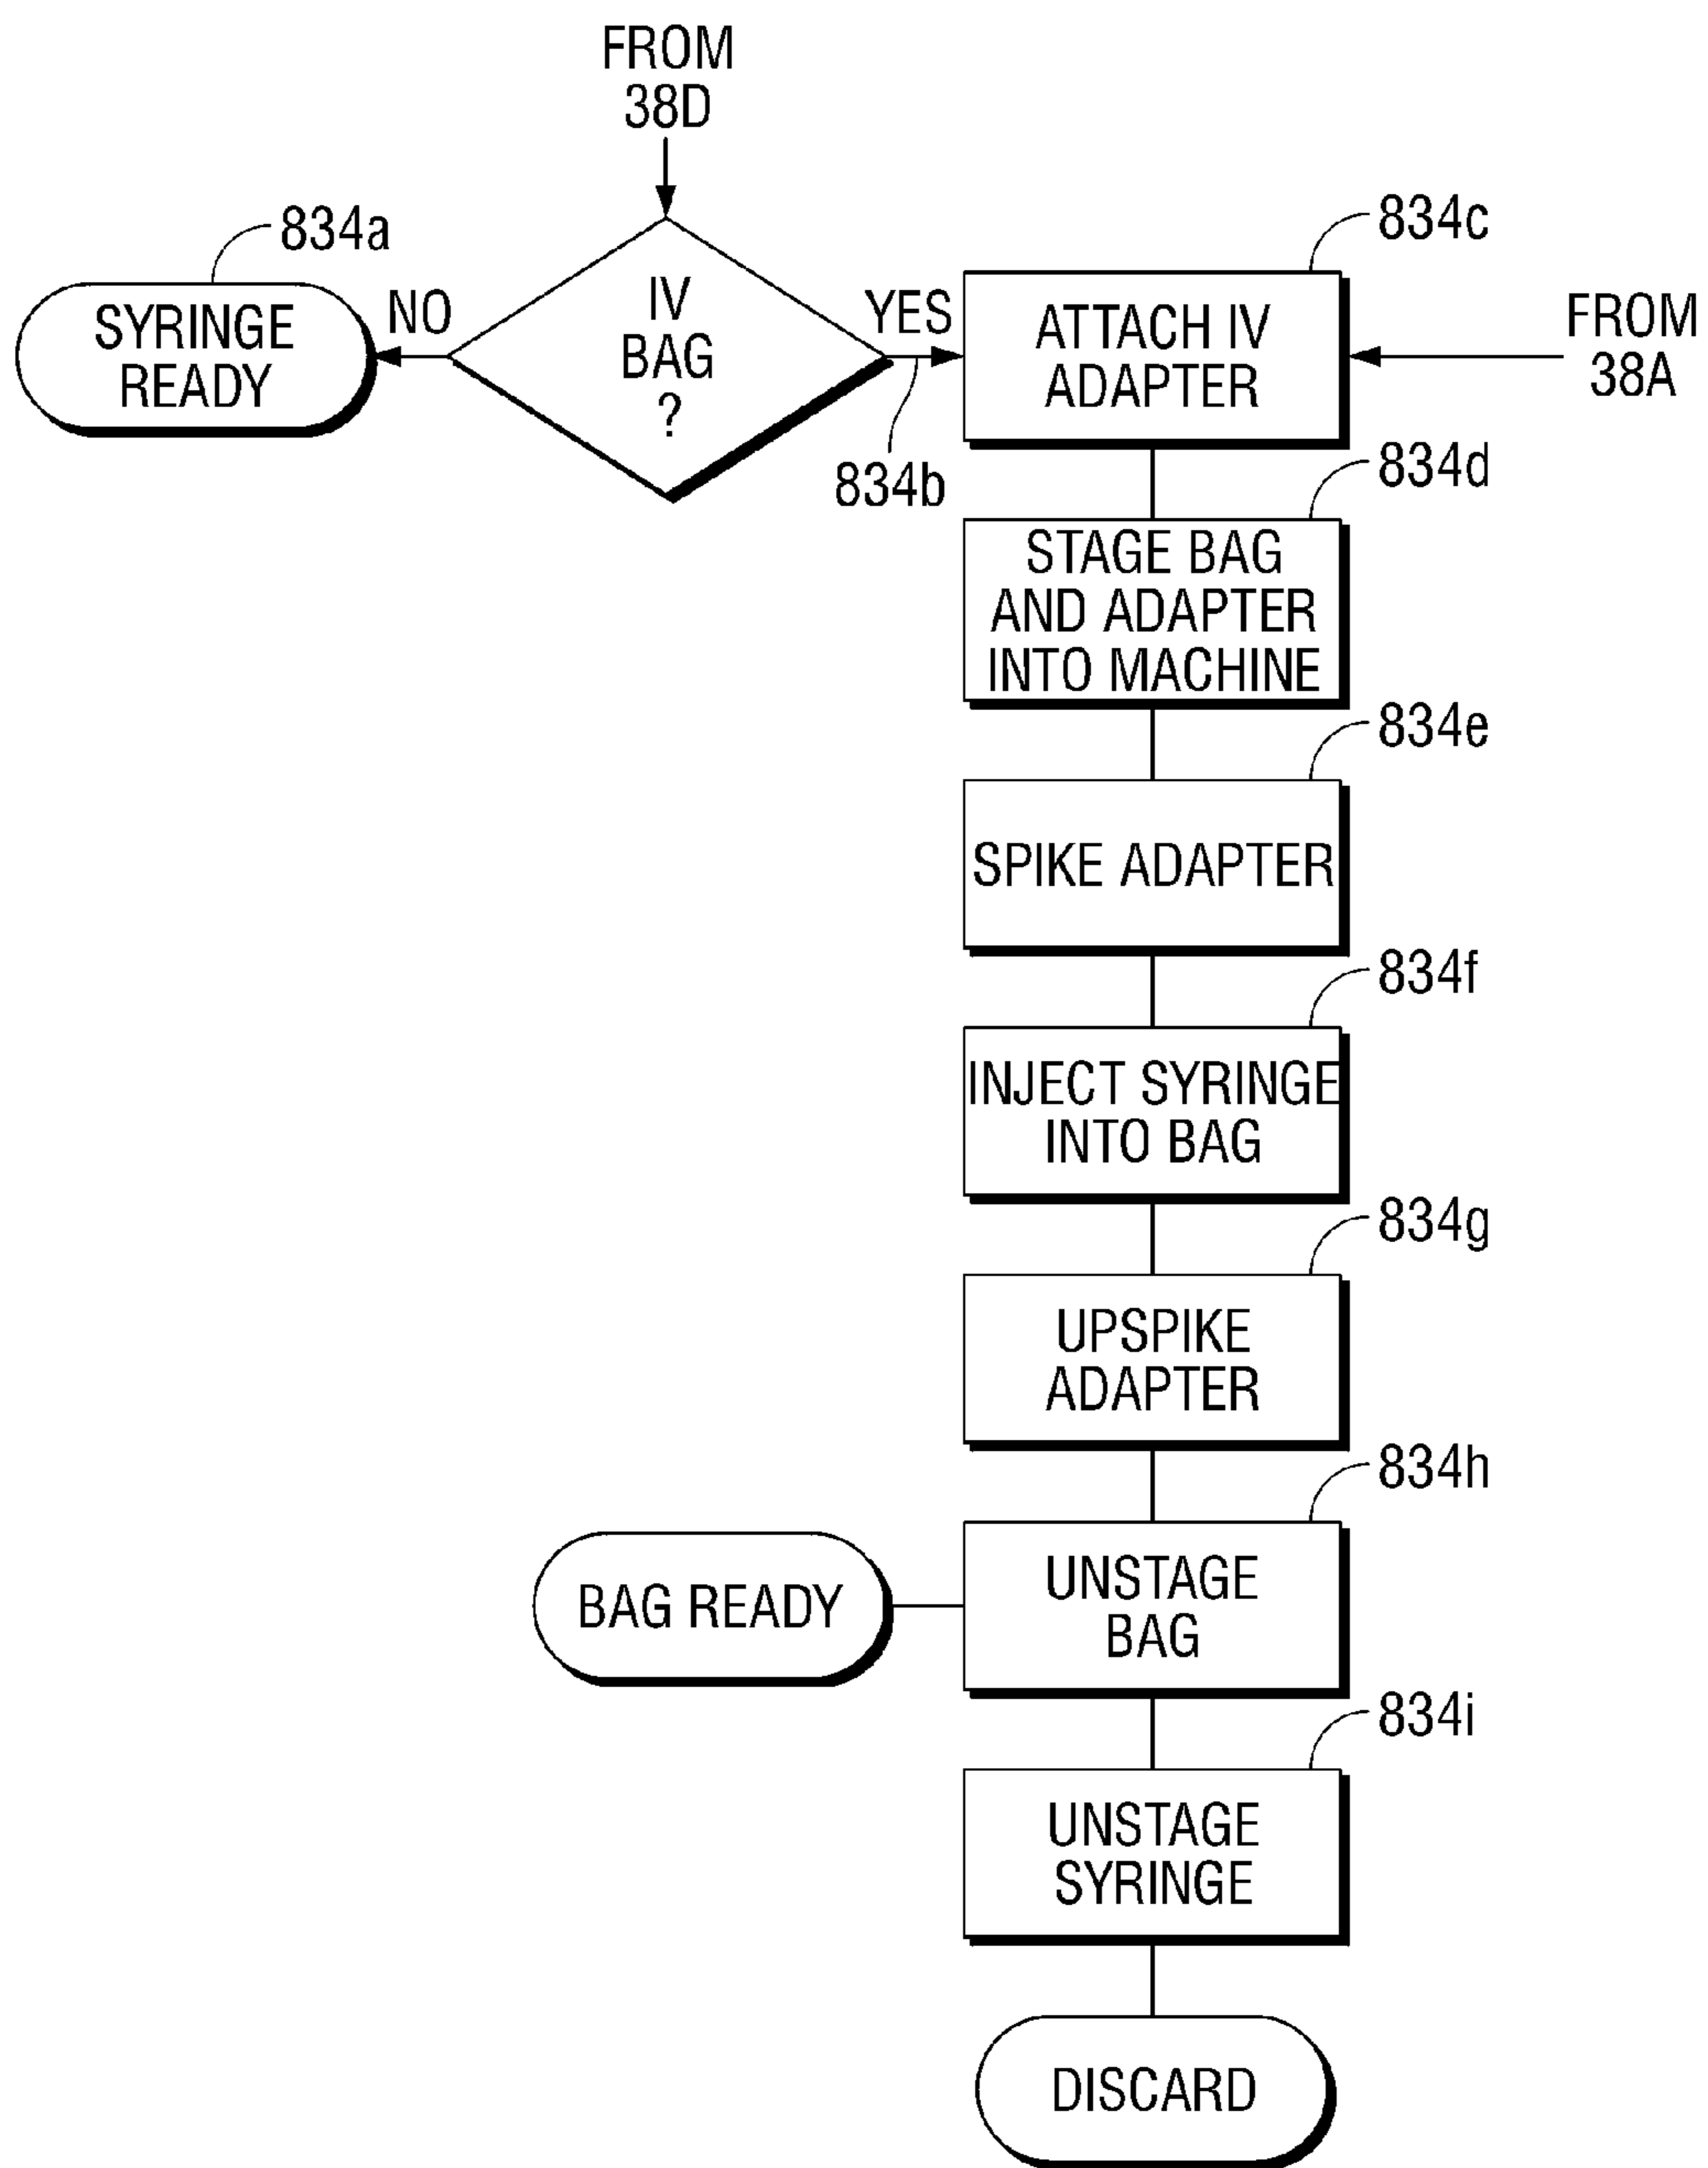 FROM
38D
834a
SYRINGE
READY
NO
IV
BAG
?
YES
834b
834c
ATTACH IV
ADAPTER
FROM
38A
834d
STAGE BAG
AND ADAPTER
INTO MACHINE
834e
SPIKE ADAPTER
834f
INJECT SYRINGE
INTO BAG
834g
UPSPIKE
ADAPTER
834h
BAG READY
UNSTAGE
BAG
834i
UNSTAGE
SYRINGE
DISCARD